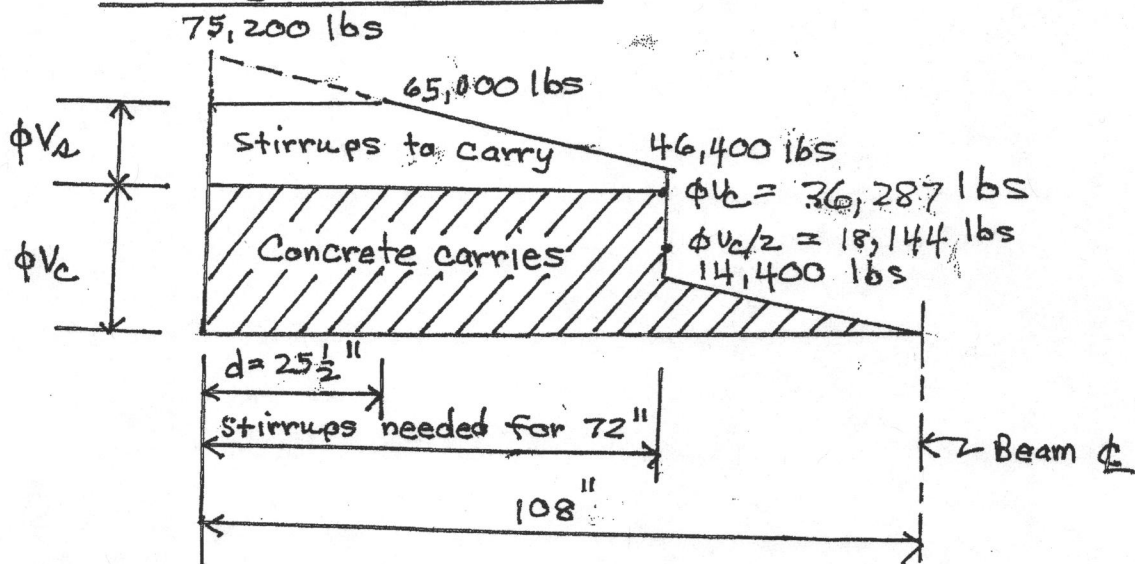 75,200 lbs
65,000 lbs
ϕVs
Stirrups to carry
46,400 lbs
ϕVc = 36,287 lbs
ϕVc
Concrete carries
ϕVc/2 = 18,144 lbs
14,400 lbs
d=25½"
Stirrups needed for 72"
Beam ℄
108"